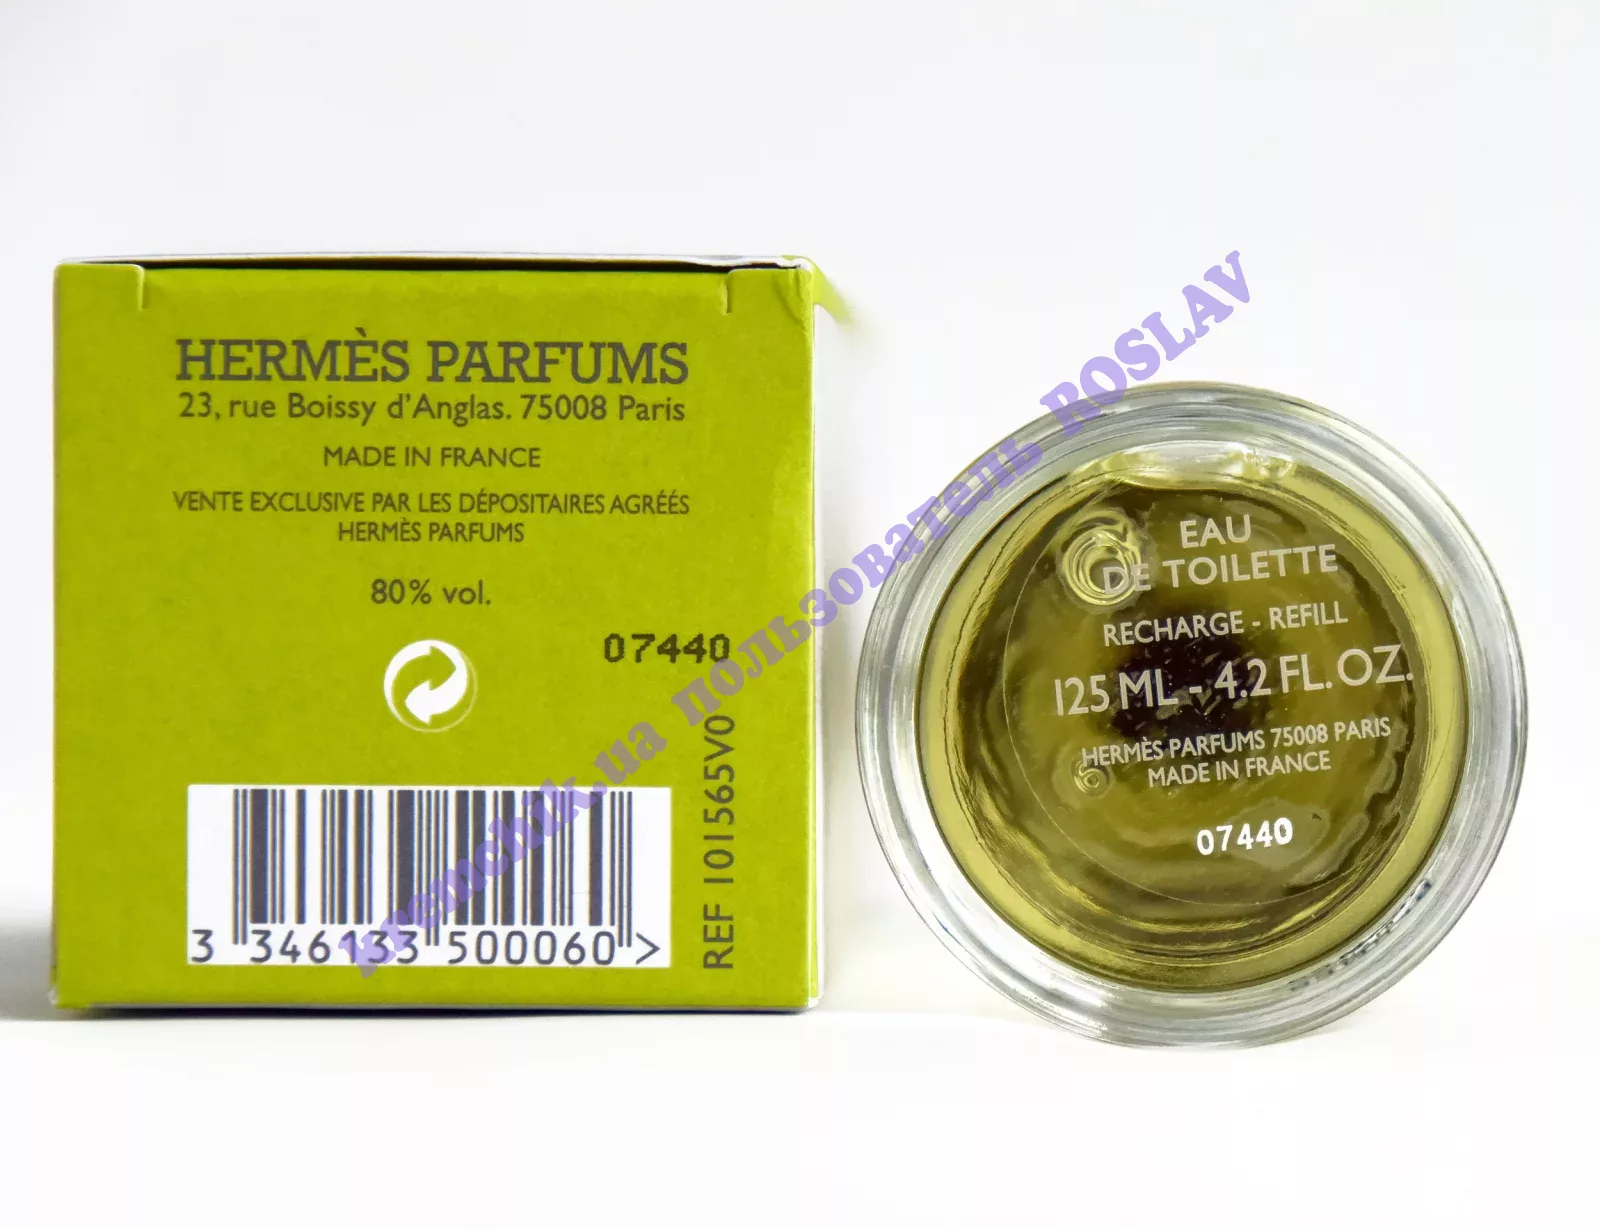 HERMÈS PARFUMS
23, rue Boissy d'Anglas. 75008 Paris
MADE IN FRANCE
VENTE EXCLUSIVE PAR LES DÉPOSITAIRES AGRÉÉS
HERMÈS PARFUMS
80% vol.
07440
REF 101565V0
3 346133 500060 >
EAU
DE TOILETTE
RECHARGE - REFILL
125 ML - 4.2 FL. OZ.
HERMÈS PARFUMS 75008 PARIS
MADE IN FRANCE
07440
kremchik.ua пользователь ROSLAV